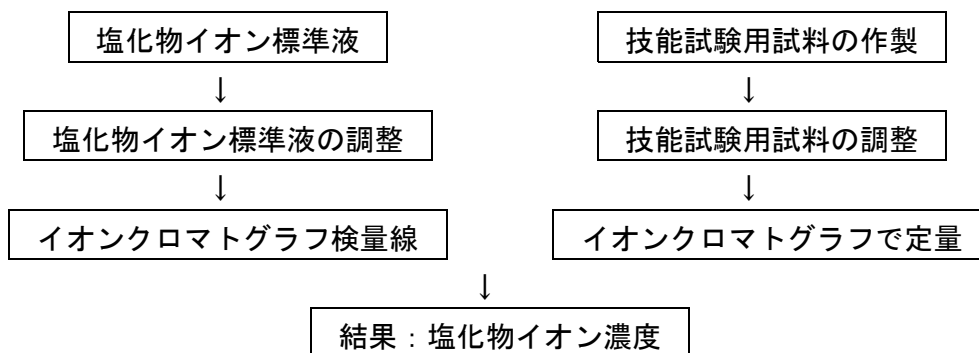 塩化物イオン標準液
技能試験用試料の作製
↓
↓
塩化物イオン標準液の調整
技能試験用試料の調整
↓
↓
イオンクロマトグラフ検量線
イオンクロマトグラフで定量
↓
結果：塩化物イオン濃度